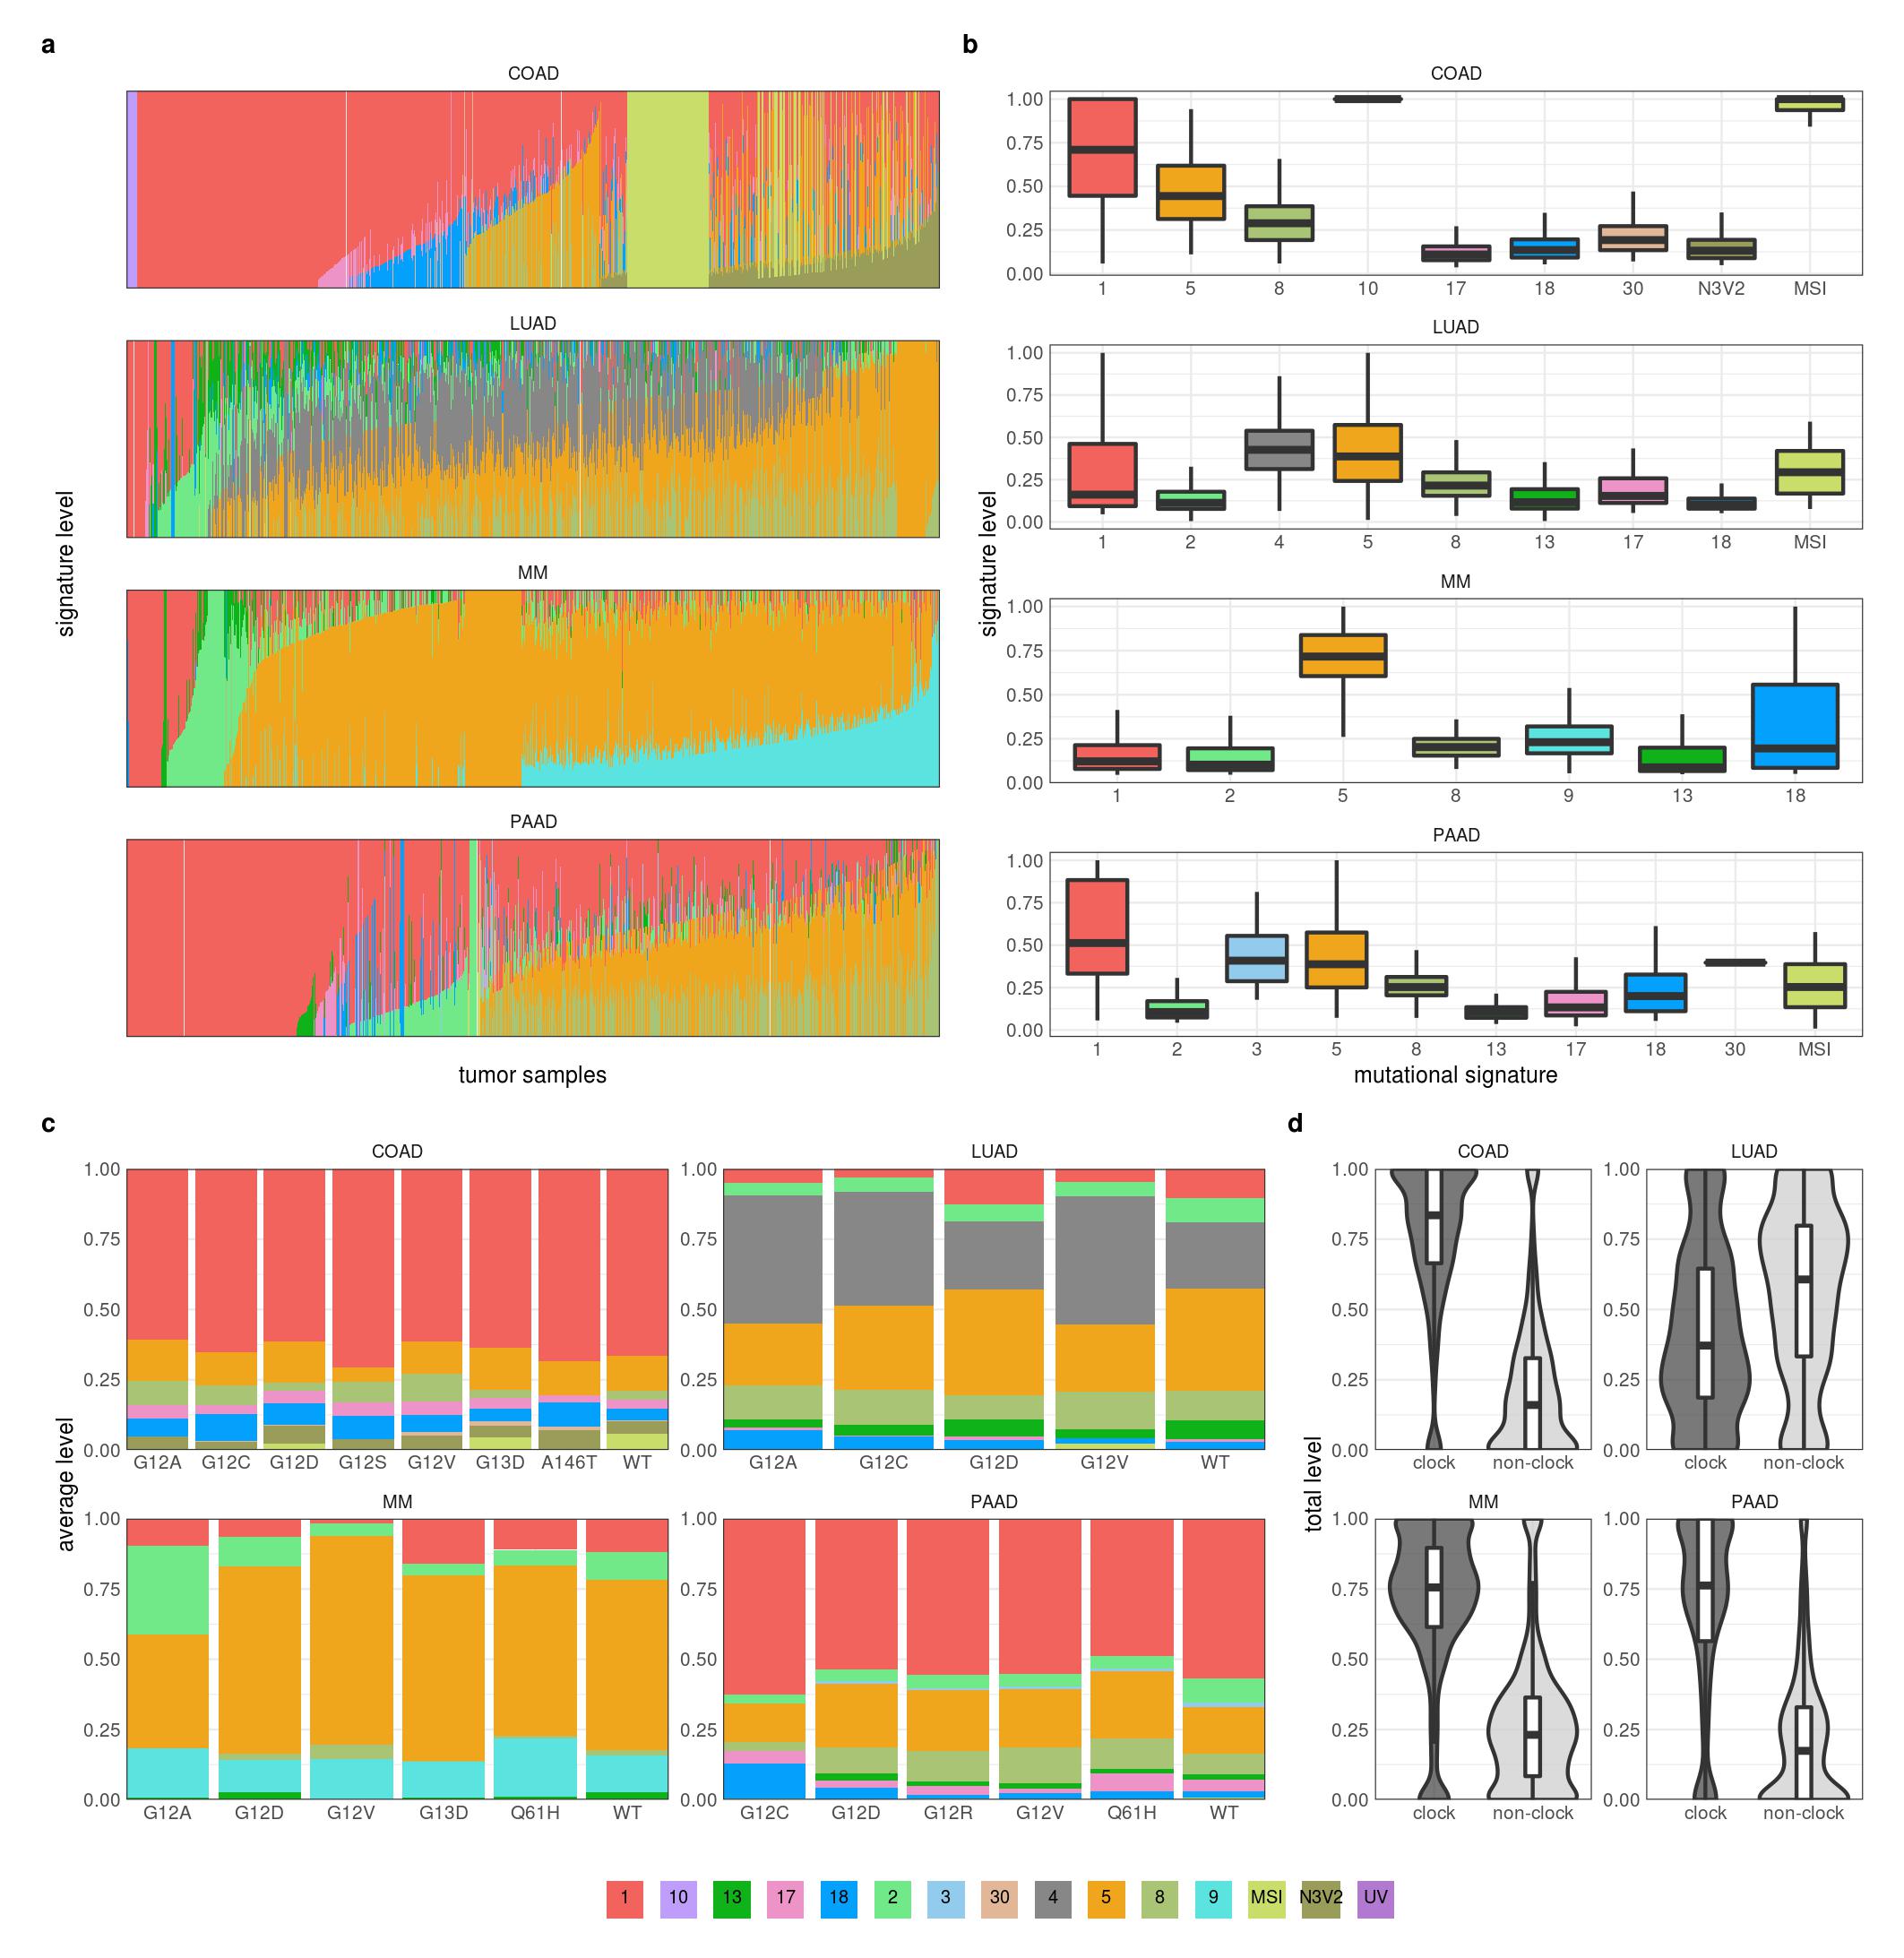 a
COAD
LUAD
MM
PAAD
signature level
tumor samples
b
COAD
1.00
0.75
0.50
0.25
0.00
1 5 8 10 17 18 30 N3V2 MSI
LUAD
1.00
0.75
0.50
0.25
0.00
1 2 4 5 8 13 17 18 MSI
MM
1.00
0.75
0.50
0.25
0.00
1 2 5 8 9 13 18
PAAD
1.00
0.75
0.50
0.25
0.00
1 2 3 5 8 13 17 18 30 MSI
signature level
mutational signature
c
COAD
1.00
0.75
0.50
0.25
0.00
G12A G12C G12D G12S G12V G13D A146T WT
LUAD
1.00
0.75
0.50
0.25
0.00
G12A G12C G12D G12V WT
MM
1.00
0.75
0.50
0.25
0.00
G12A G12D G12V G13D Q61H WT
PAAD
1.00
0.75
0.50
0.25
0.00
G12C G12D G12R G12V Q61H WT
average level
d
COAD
1.00
0.75
0.50
0.25
0.00
clock non-clock
LUAD
1.00
0.75
0.50
0.25
0.00
clock non-clock
MM
1.00
0.75
0.50
0.25
0.00
clock non-clock
PAAD
1.00
0.75
0.50
0.25
0.00
clock non-clock
total level
1 10 13 17 18 2 3 30 4 5 8 9 MSI N3V2 UV